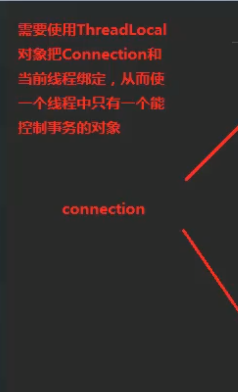 需要使用ThreadLocal
对象把Connection和
当前线程绑定，从而使
一个线程中只有一个能
控制事务的对象
connection